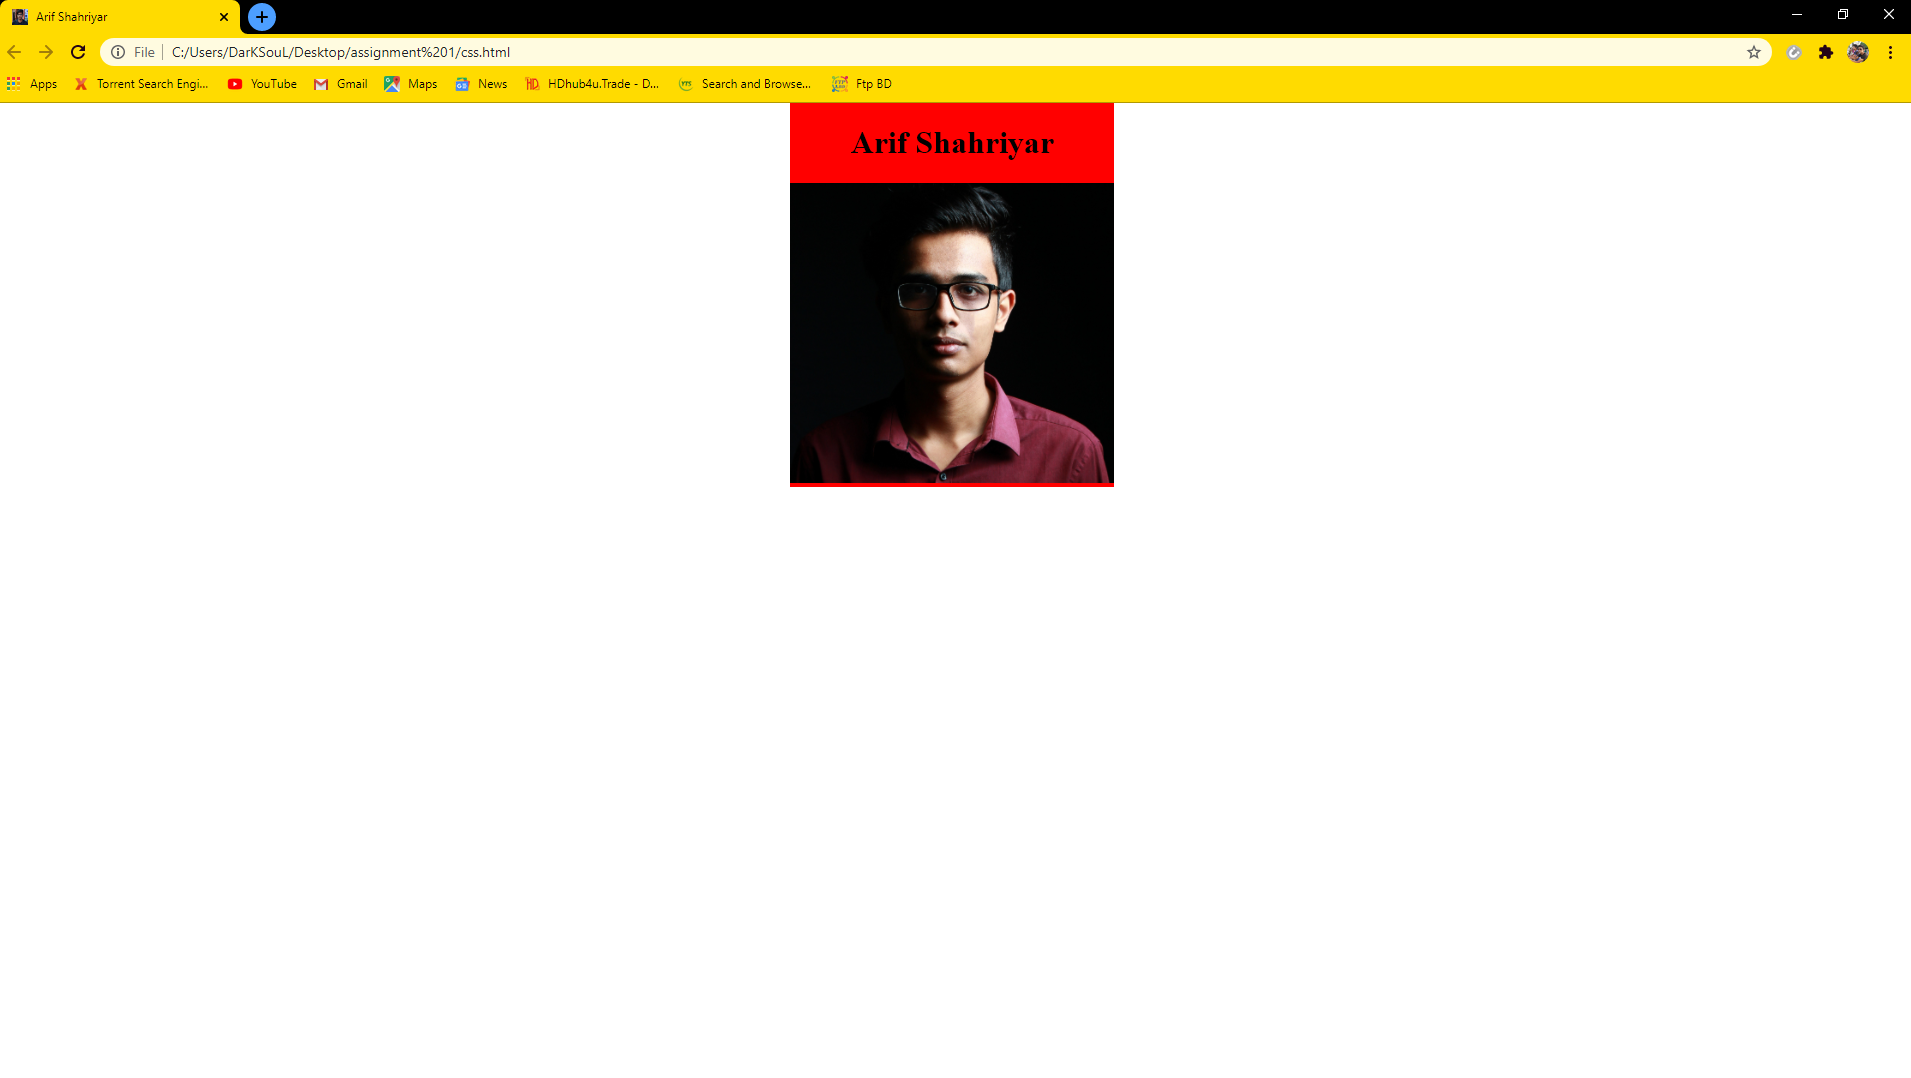 Arif Shahriyar
File C:/Users/DarKSouL/Desktop/assignment%201/css.html
Apps Torrent Search Engi... YouTube Gmail Maps News HDhub4u.Trade - D... Search and Browse... Ftp BD
Arif Shahriyar